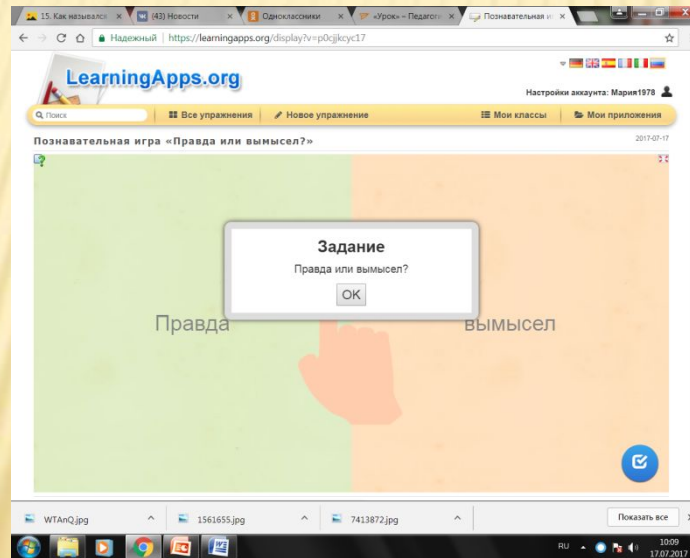 15. Как назывался
(43) Новости
Одноклассники
«Урок» – Педагоги
Познавательная и
Надежный | https://learningapps.org/display?v=p0cjjkcyc17
LearningApps.org
Настройки аккаунта: Мария1978
Поиск
Все упражнения
Новое упражнение
Мои классы
Мои приложения
Познавательная игра «Правда или вымысел?»
2017-07-17
Задание
Правда или вымысел?
OK
Правда
вымысел
WTAnQ.jpg
1561655.jpg
7413872.jpg
Показать все
RU
10:09
17.07.2017